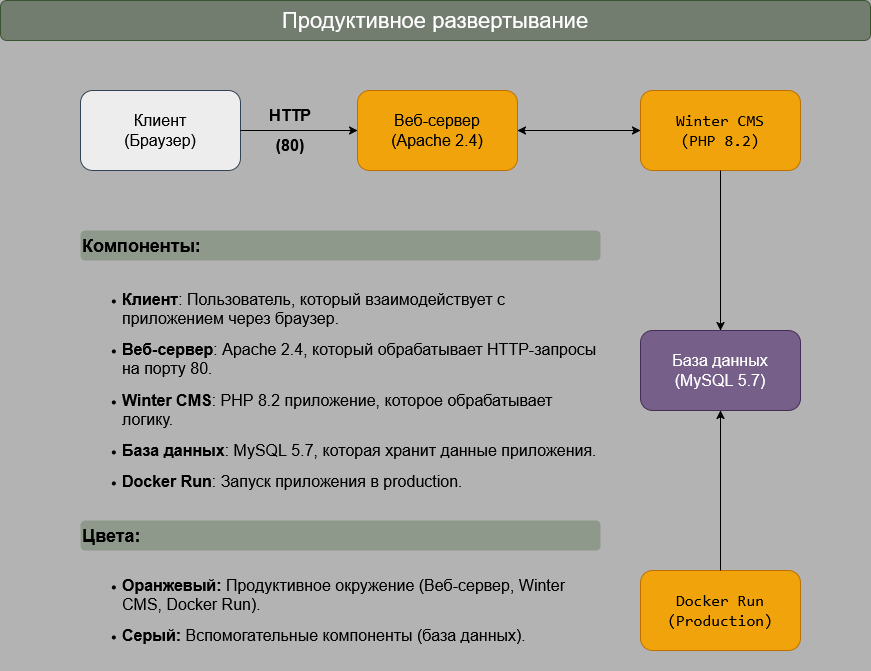 Продуктивное развертывание
Клиент
(Браузер)
HTTP
(80)
Веб-сервер
(Apache 2.4)
Winter CMS
(PHP 8.2)
Компоненты:
• Клиент: Пользователь, который взаимодействует с
приложением через браузер.
• Веб-сервер: Apache 2.4, который обрабатывает HTTP-запросы
на порту 80.
• Winter CMS: PHP 8.2 приложение, которое обрабатывает
логику.
• База данных: MySQL 5.7, которая хранит данные приложения.
• Docker Run: Запуск приложения в production.
База данных
(MySQL 5.7)
Цвета:
• Оранжевый: Продуктивное окружение (Веб-сервер, Winter
CMS, Docker Run).
• Серый: Вспомогательные компоненты (база данных).
Docker Run
(Production)